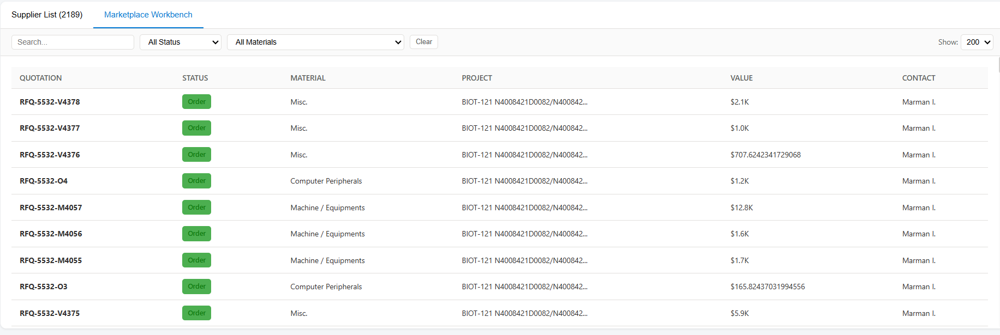 Supplier List (2189) Marketplace Workbench
Search... All Status All Materials Clear Show: 200
QUOTATION STATUS MATERIAL PROJECT VALUE CONTACT
RFQ-5532-V4378 Order Misc. BIOT-121 N4008421D0082/N400842... $2.1K Marman I.
RFQ-5532-V4377 Order Misc. BIOT-121 N4008421D0082/N400842... $1.0K Marman I.
RFQ-5532-V4376 Order Misc. BIOT-121 N4008421D0082/N400842... $707.6242341729068 Marman I.
RFQ-5532-O4 Order Computer Peripherals BIOT-121 N4008421D0082/N400842... $1.2K Marman I.
RFQ-5532-M4057 Order Machine / Equipments BIOT-121 N4008421D0082/N400842... $12.8K Marman I.
RFQ-5532-M4056 Order Machine / Equipments BIOT-121 N4008421D0082/N400842... $1.6K Marman I.
RFQ-5532-M4055 Order Machine / Equipments BIOT-121 N4008421D0082/N400842... $1.7K Marman I.
RFQ-5532-O3 Order Computer Peripherals BIOT-121 N4008421D0082/N400842... $165.82437031994556 Marman I.
RFQ-5532-V4375 Order Misc. BIOT-121 N4008421D0082/N400842... $5.9K Marman I.